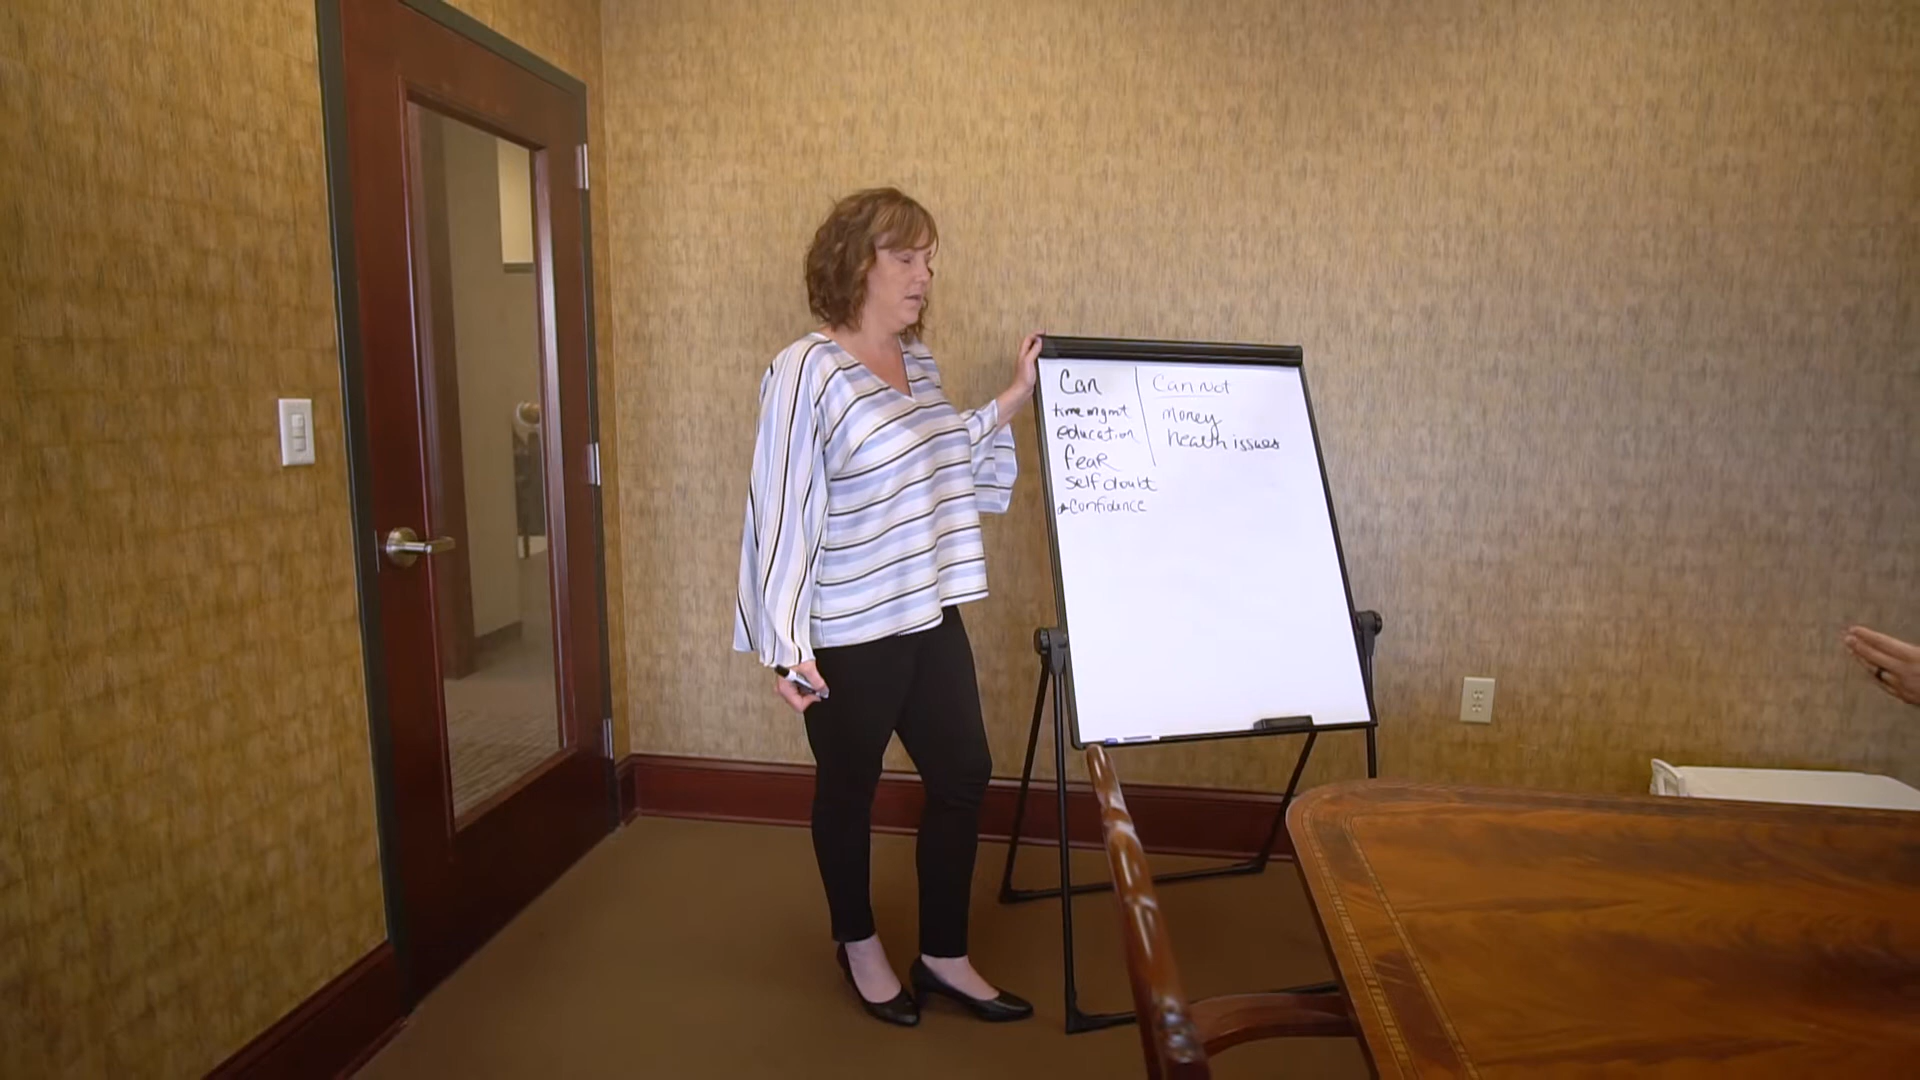 Can
time mgmt
education
fear
self doubt
confidence
Can Not
money
health issues